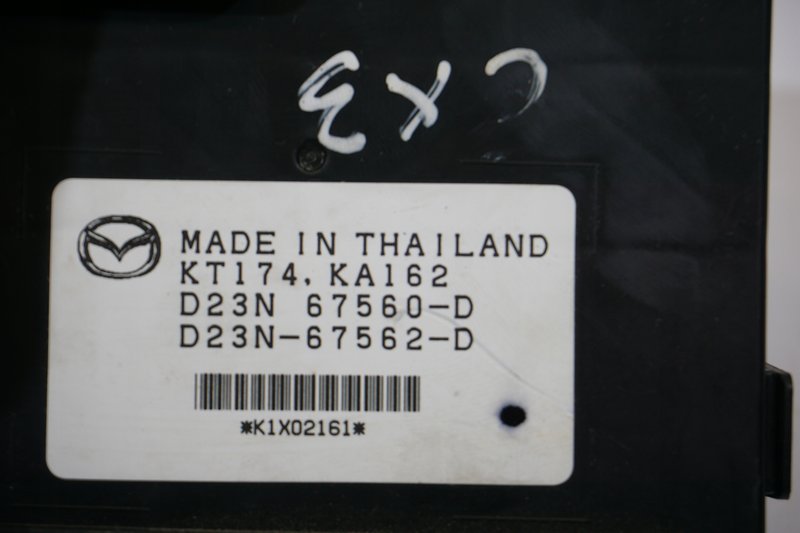 CX3
MADE IN THAILAND
KT174, KA162
D23N 67560-D
D23N-67562-D
*K1X02161*